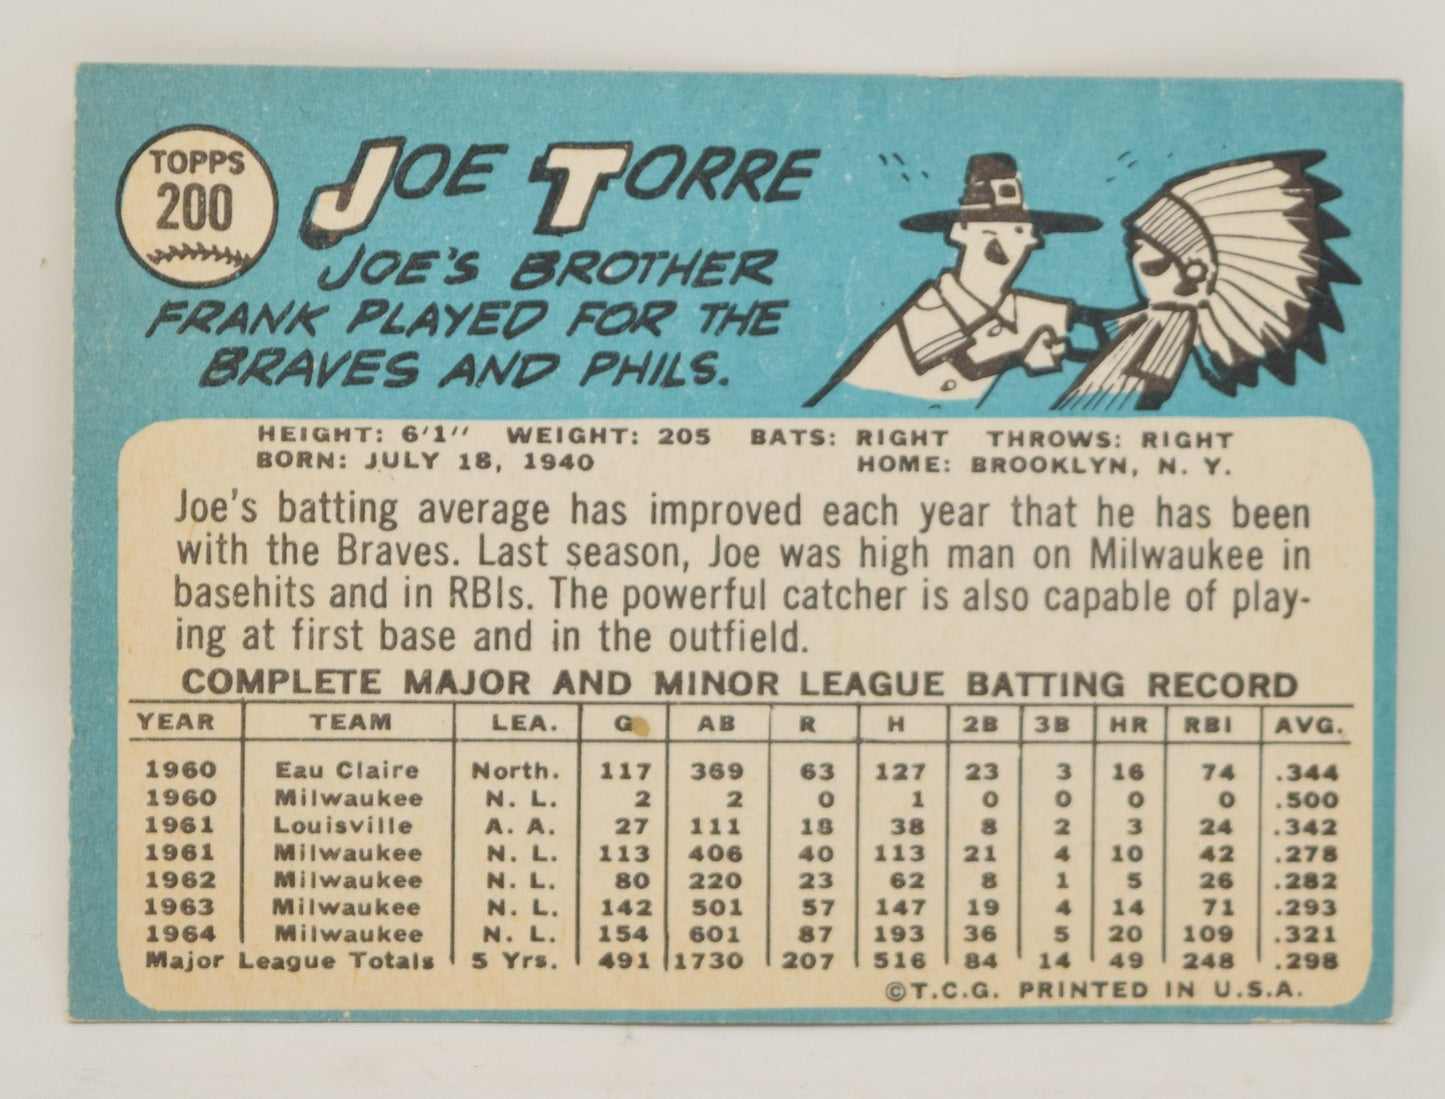 TOPPS
200
JOE TORRE
JOE'S BROTHER
FRANK PLAYED FOR THE
BRAVES AND PHILS.
HEIGHT: 6'1" WEIGHT: 205 BATS: RIGHT THROWS: RIGHT
BORN: JULY 18, 1940 HOME: BROOKLYN, N. Y.
Joe's batting average has improved each year that he has been
with the Braves. Last season, Joe was high man on Milwaukee in
basehits and in RBIs. The powerful catcher is also capable of play-
ing at first base and in the outfield.
COMPLETE MAJOR AND MINOR LEAGUE BATTING RECORD
YEAR TEAM LEA. G AB R H 2B 3B HR RBI AVG.
1960 Eau Claire North. 117 369 63 127 23 3 16 74 .344
1960 Milwaukee N. L. 2 2 0 1 0 0 0 0 .500
1961 Louisville A. A. 27 111 18 38 8 2 3 24 .342
1961 Milwaukee N. L. 113 406 40 113 21 4 10 42 .278
1962 Milwaukee N. L. 80 220 23 62 8 1 5 26 .282
1963 Milwaukee N. L. 142 501 57 147 19 4 14 71 .293
1964 Milwaukee N. L. 154 601 87 193 36 5 20 109 .321
Major League Totals 5 Yrs. 491 1730 207 516 84 14 49 248 .298
©T.C.G. PRINTED IN U.S.A.